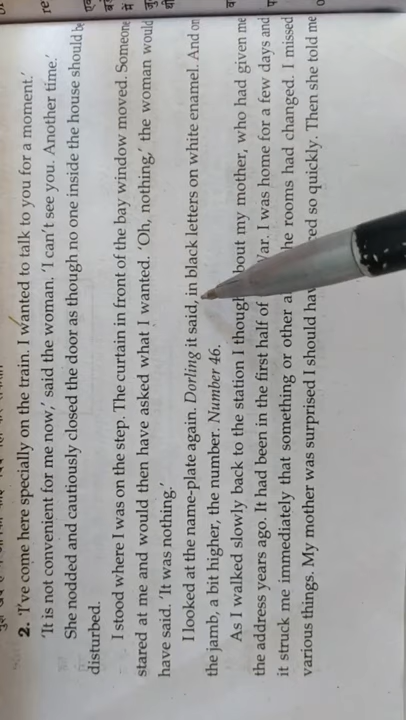 2. 'I've come here specially on the train. I wanted to talk to you for a moment.'
'It is not convenient for me now,' said the woman. 'I can't see you. Another time.'
She nodded and cautiously closed the door as though no one inside the house should be
disturbed.
I stood where I was on the step. The curtain in front of the bay window moved. Someone
stared at me and would then have asked what I wanted. 'Oh, nothing,' the woman would
have said. 'It was nothing.'
I looked at the name-plate again. Dorling it said, in black letters on white enamel. And on
the jamb, a bit higher, the number. Number 46.
As I walked slowly back to the station I though bout my mother, who had given me
the address years ago. It had been in the first half of ar. I was home for a few days and
it struck me immediately that something or other a he rooms had changed. I missed
various things. My mother was surprised I should hav ed so quickly. Then she told me